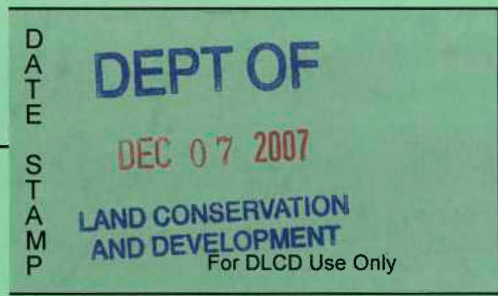 DATE STAMP
DEPT OF
DEC 07 2007
LAND CONSERVATION
AND DEVELOPMENT
For DLCD Use Only